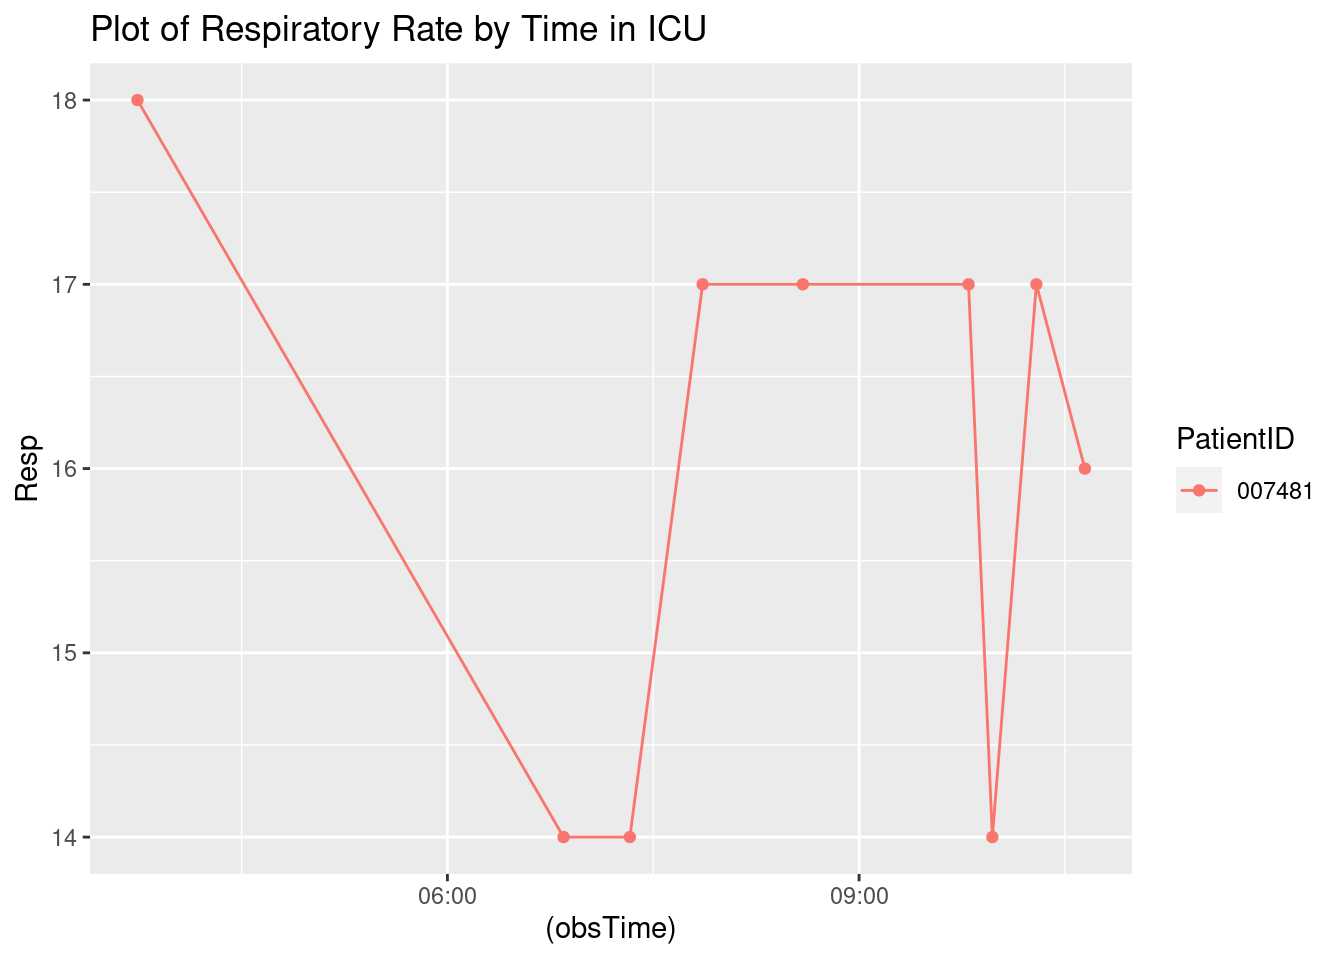 Plot of Respiratory Rate by Time in ICU
18
17
16
15
14
Resp
06:00
09:00
(obsTime)
PatientID
007481